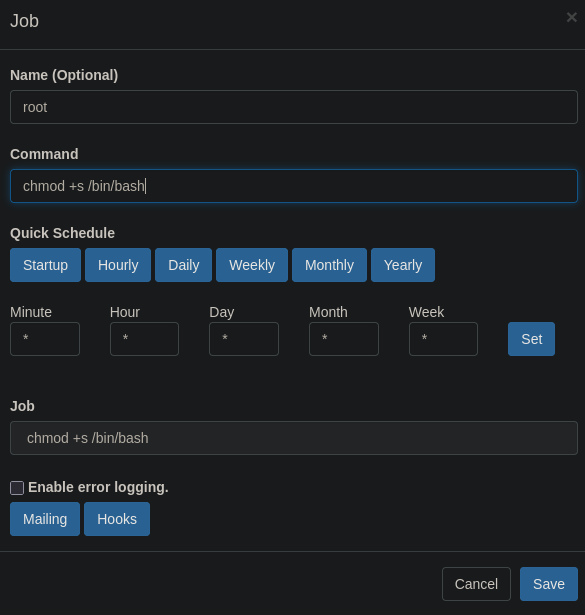 Job ×
Name (Optional)
root
Command
chmod +s /bin/bash
Quick Schedule
Startup Hourly Daily Weekly Monthly Yearly
Minute Hour Day Month Week
* * * * * Set
Job
chmod +s /bin/bash
Enable error logging.
Mailing Hooks
Cancel Save